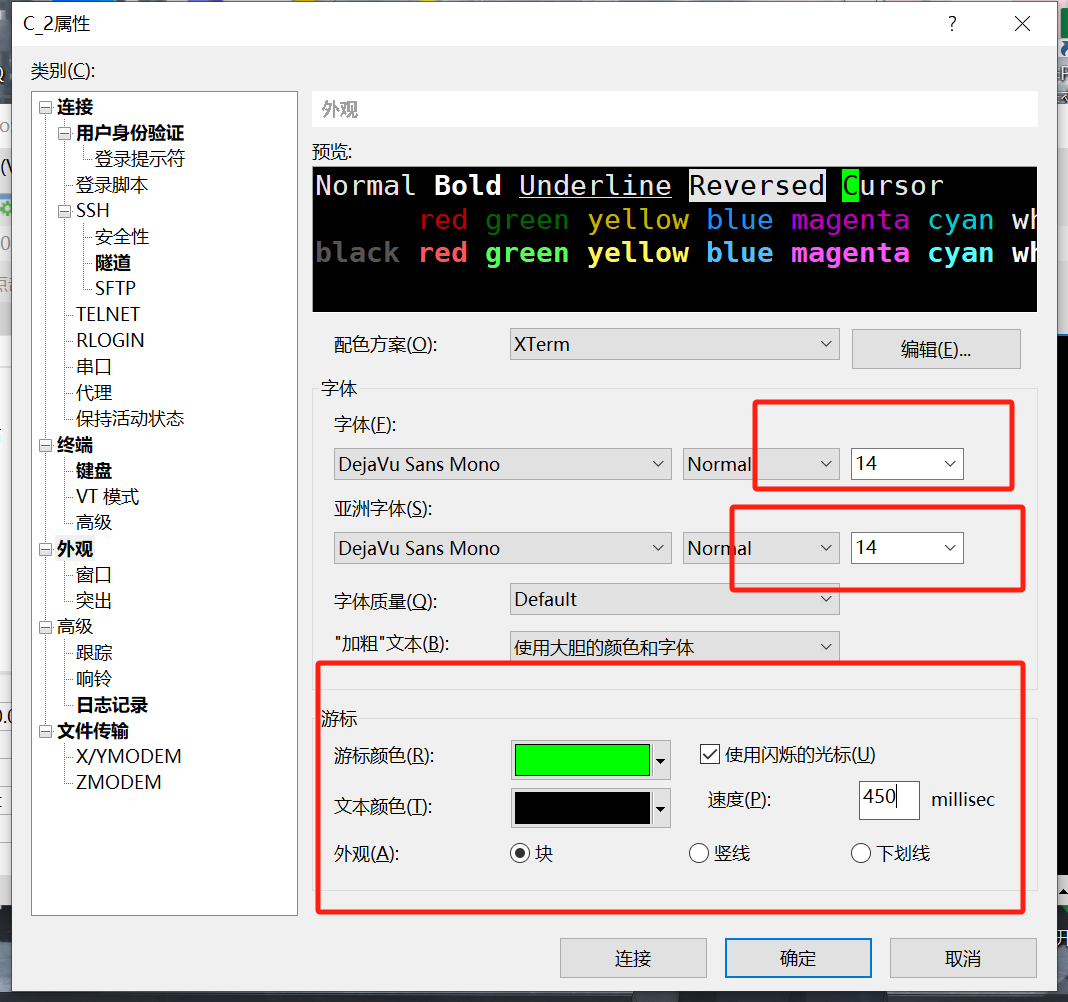 C_2属性
类别(C):
连接
用户身份验证
登录提示符
登录脚本
SSH
安全性
隧道
SFTP
TELNET
RLOGIN
串口
代理
保持活动状态
终端
键盘
VT 模式
高级
外观
窗口
突出
高级
跟踪
响铃
日志记录
文件传输
X/YMODEM
ZMODEM
外观
预览:
Normal Bold Underline Reversed Cursor
red green yellow blue magenta cyan wh
black red green yellow blue magenta cyan wh
配色方案(O): XTerm 编辑(E)...
字体
字体(F):
DejaVu Sans Mono Normal 14
亚洲字体(S):
DejaVu Sans Mono Normal 14
字体质量(Q): Default
"加粗"文本(B): 使用大胆的颜色和字体
游标
游标颜色(R): 使用闪烁的光标(U)
文本颜色(T): 速度(P): 450 millisec
外观(A): 块 竖线 下划线
连接 确定 取消